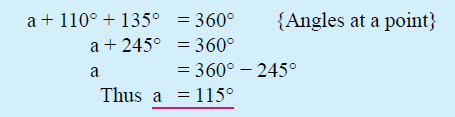 a + 110° + 135° = 360° {Angles at a point}
a + 245° = 360°
a = 360° − 245°
Thus a = 115°